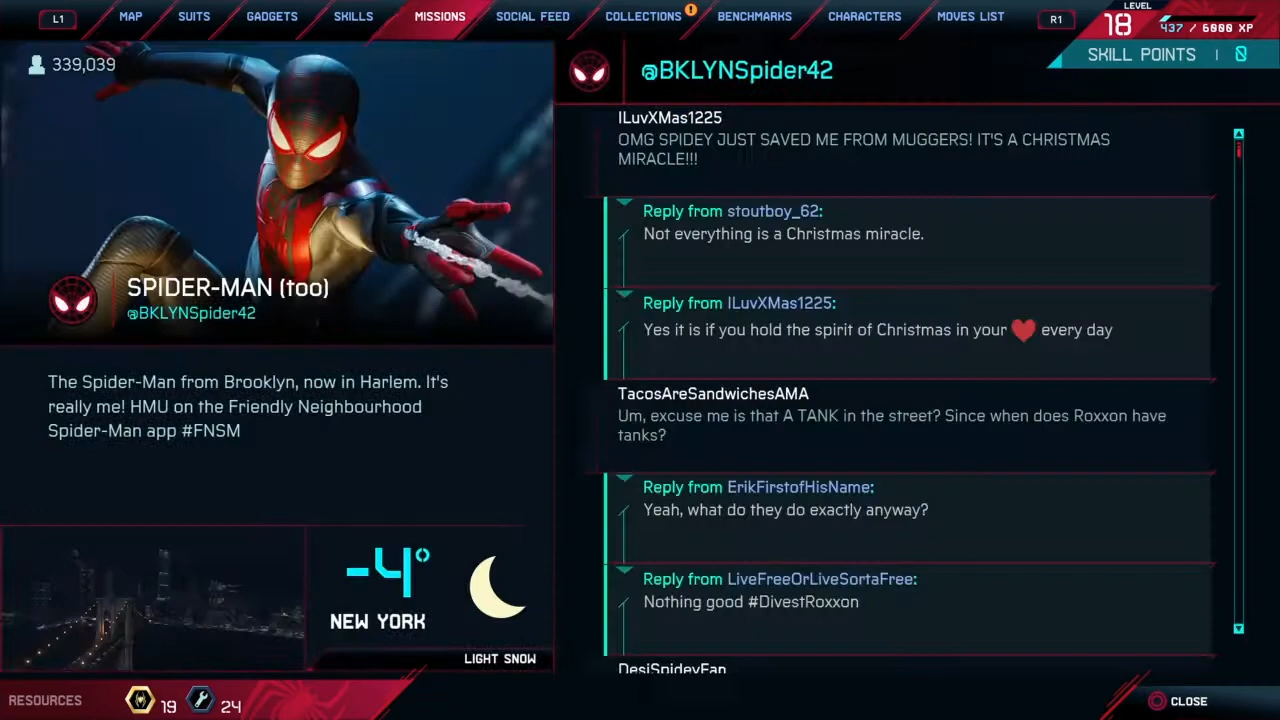 L1
MAP
SUITS
GADGETS
SKILLS
MISSIONS
SOCIAL FEED
COLLECTIONS
!
BENCHMARKS
CHARACTERS
MOVES LIST
R1
LEVEL
18
437 / 6000 XP
SKILL POINTS | 0
339,039
SPIDER-MAN (too)
@BKLYNSpider42
The Spider-Man from Brooklyn, now in Harlem. It's
really me! HMU on the Friendly Neighbourhood
Spider-Man app #FNSM
-4°
NEW YORK
LIGHT SNOW
@BKLYNSpider42
ILuvXMas1225
OMG SPIDEY JUST SAVED ME FROM MUGGERS! IT'S A CHRISTMAS
MIRACLE!!!
Reply from stoutboy_62:
Not everything is a Christmas miracle.
Reply from ILuvXMas1225:
Yes it is if you hold the spirit of Christmas in your ❤ every day
TacosAreSandwichesAMA
Um, excuse me is that A TANK in the street? Since when does Roxxon have
tanks?
Reply from ErikFirstofHisName:
Yeah, what do they do exactly anyway?
Reply from LiveFreeOrLiveSortaFree:
Nothing good #DivestRoxxon
DesiSpideyFan
RESOURCES
19
24
CLOSE